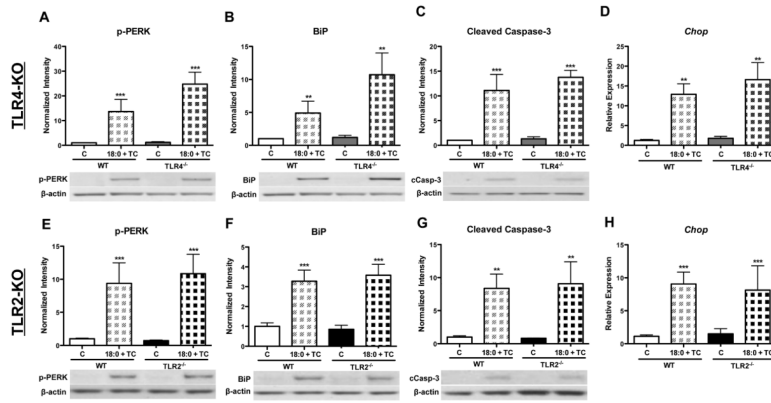 TLR4-KO
A
p-PERK
Normalized Intensity
40
30
20
10
0
***
***
C
18:0 + TC
C
18:0 + TC
WT
TLR4-/-
p-PERK
β-actin
B
BiP
Normalized Intensity
15
10
5
0
**
**
C
18:0 + TC
C
18:0 + TC
WT
TLR4-/-
BiP
β-actin
C
Cleaved Caspase-3
Normalized Intensity
25
20
15
10
5
0
***
***
C
18:0 + TC
C
18:0 + TC
WT
TLR4-/-
cCasp-3
β-actin
D
Chop
Relative Expression
25
20
15
10
5
0
**
**
C
18:0 + TC
C
18:0 + TC
WT
TLR4-/-
TLR2-KO
E
p-PERK
Normalized Intensity
15
10
5
0
***
***
C
18:0 + TC
C
18:0 + TC
WT
TLR2-/-
p-PERK
β-actin
F
BiP
Normalized Intensity
5
4
3
2
1
0
***
***
C
18:0 + TC
C
18:0 + TC
WT
TLR2-/-
BiP
β-actin
G
Cleaved Caspase-3
Normalized Intensity
15
10
5
0
**
**
C
18:0 + TC
C
18:0 + TC
WT
TLR2-/-
cCasp-3
β-actin
H
Chop
Relative Expression
15
10
5
0
***
***
C
18:0 + TC
C
18:0 + TC
WT
TLR2-/-